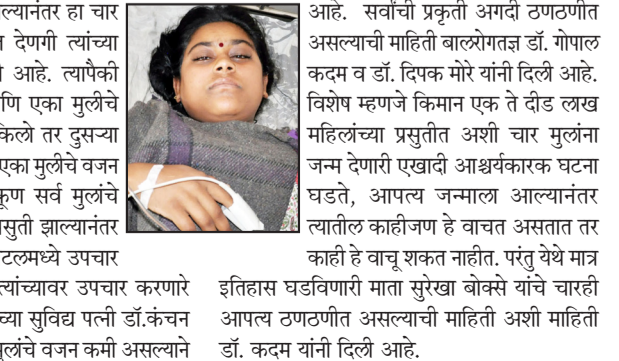 ल्यानंतर हा चार
देणगी त्यांच्या
आहे. त्यापैकी
एका मुलीचे
किलो तर दुसऱ्या
एका मुलीचे वजन
सर्व मुलांचे
झाल्यानंतर
उपचार
त्यांच्यावर उपचार करणारे
सुविद्य पत्नी डॉ.कंचन
वजन कमी असल्याने
आहे. सर्वांची प्रकृती अगदी ठणठणीत
असल्याची माहिती बालरोगतज्ञ डॉ. गोपाल
कदम व डॉ. दिपक मोरे यांनी दिली आहे.
विशेष म्हणजे किमान एक ते दीड लाख
महिलांच्या प्रसुतीत अशी चार मुलांना
जन्म देणारी एखादी आश्चर्यकारक घटना
घडते, आपत्य जन्माला आल्यानंतर
त्यातील काहीजण हे वाचत असतात तर
काही हे वाचू शकत नाहीत. परंतु येथे मात्र
इतिहास घडविणारी माता सुरेखा बोक्से यांचे चारही
आपत्य ठणठणीत असल्याची माहिती अशी माहिती
डॉ. कदम यांनी दिली आहे.